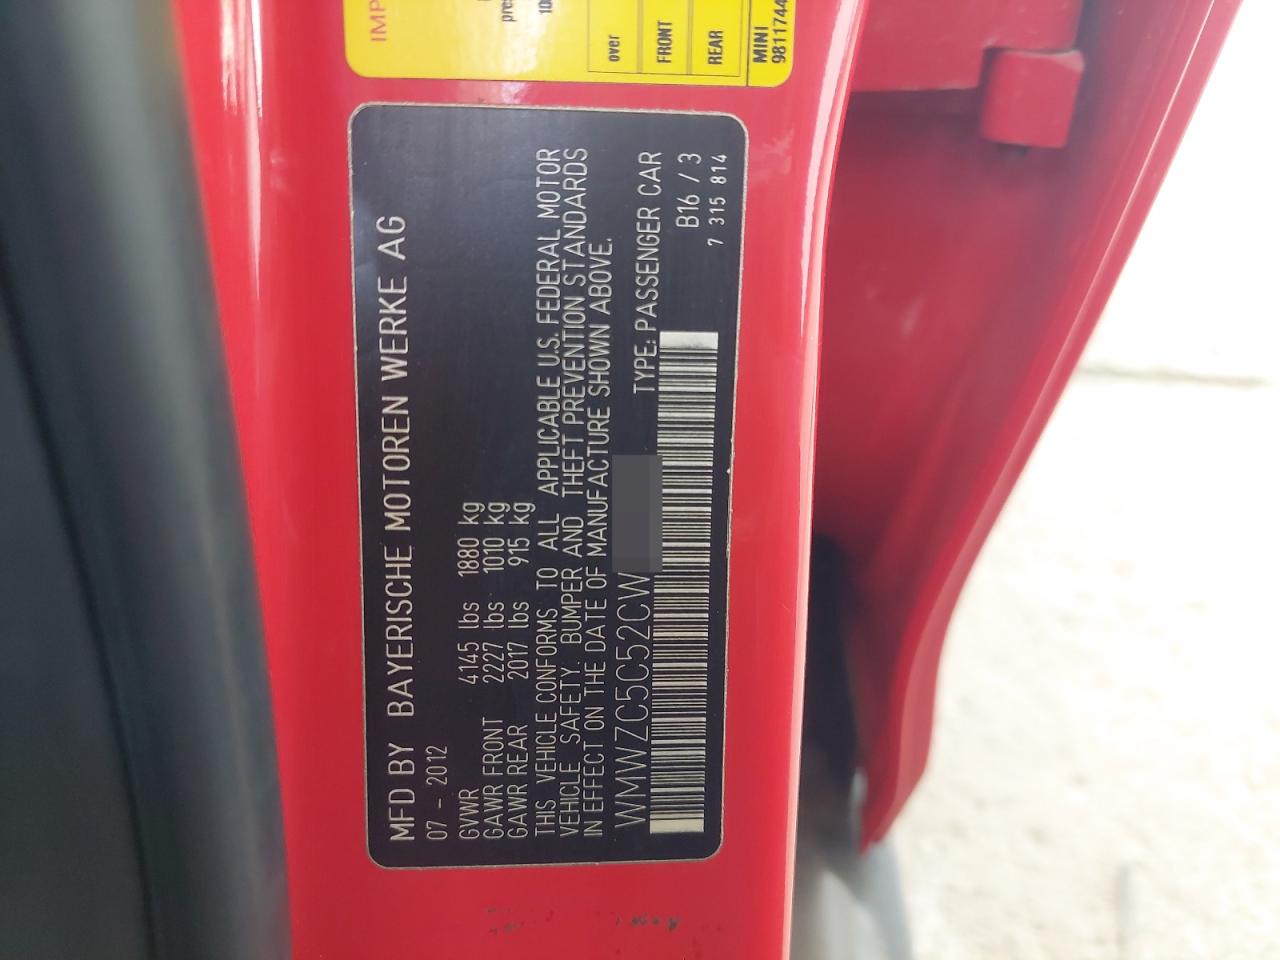 IMP
pres
over
FRONT
REAR
MINI
MFD BY BAYERISCHE MOTOREN WERKE AG
07 - 2012
GVWR 4145 lbs 1880 kg
GAWR FRONT 2227 lbs 1010 kg
GAWR REAR 2017 lbs 915 kg
THIS VEHICLE CONFORMS TO ALL APPLICABLE U.S. FEDERAL MOTOR
VEHICLE SAFETY. BUMPER AND THEFT PREVENTION STANDARDS
IN EFFECT ON THE DATE OF MANUFACTURE SHOWN ABOVE.
WMWZC5C52CW TYPE: PASSENGER CAR
B16 / 3
7 315 814